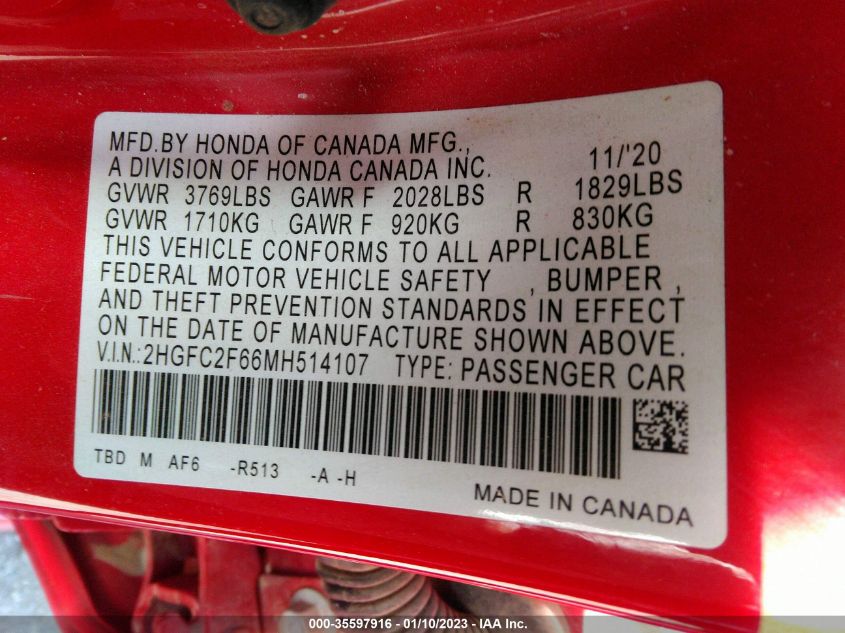 MFD.BY HONDA OF CANADA MFG.,
A DIVISION OF HONDA CANADA INC. 11/'20
GVWR 3769LBS GAWR F 2028LBS R 1829LBS
GVWR 1710KG GAWR F 920KG R 830KG
THIS VEHICLE CONFORMS TO ALL APPLICABLE
FEDERAL MOTOR VEHICLE SAFETY , BUMPER ,
AND THEFT PREVENTION STANDARDS IN EFFECT
ON THE DATE OF MANUFACTURE SHOWN ABOVE.
V.I.N.:2HGFC2F66MH514107 TYPE: PASSENGER CAR
TBD M AF6 -R513 -A -H
MADE IN CANADA
000-35597916 - 01/10/2023 - IAA Inc.